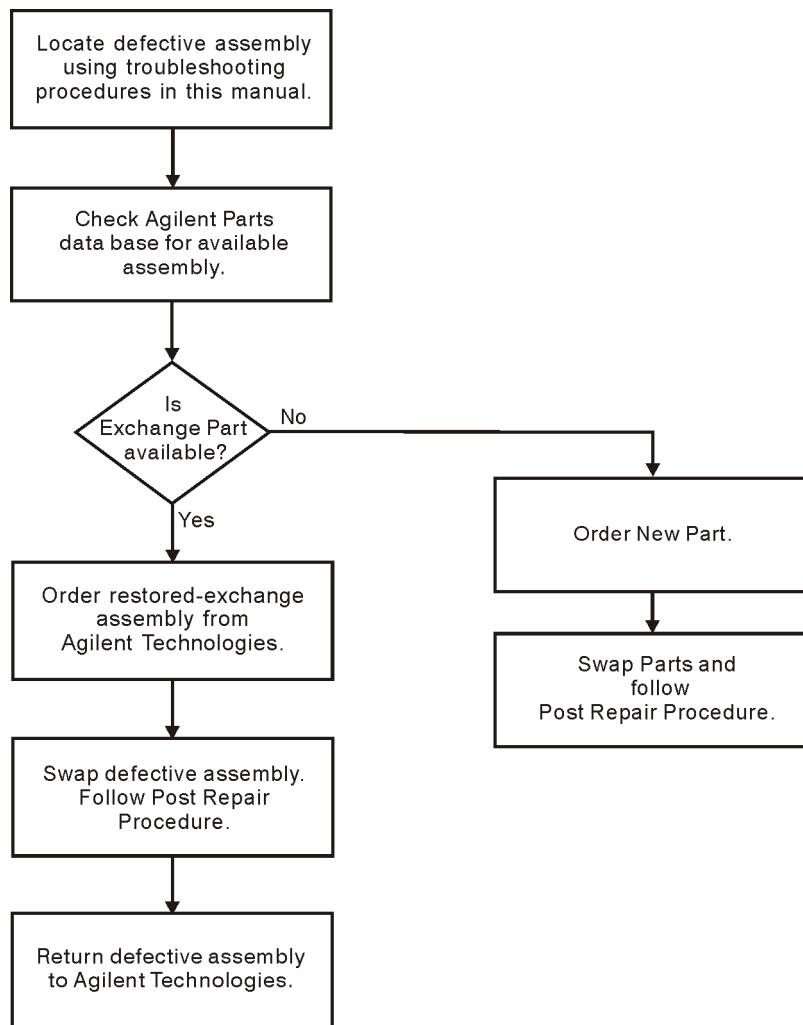 Locate defective assembly
using troubleshooting
procedures in this manual.
Check Agilent Parts
data base for available
assembly.
Is
Exchange Part
available?
No
Yes
Order New Part.
Order restored-exchange
assembly from
Agilent Technologies.
Swap Parts and
follow
Post Repair Procedure.
Swap defective assembly.
Follow Post Repair
Procedure.
Return defective assembly
to Agilent Technologies.